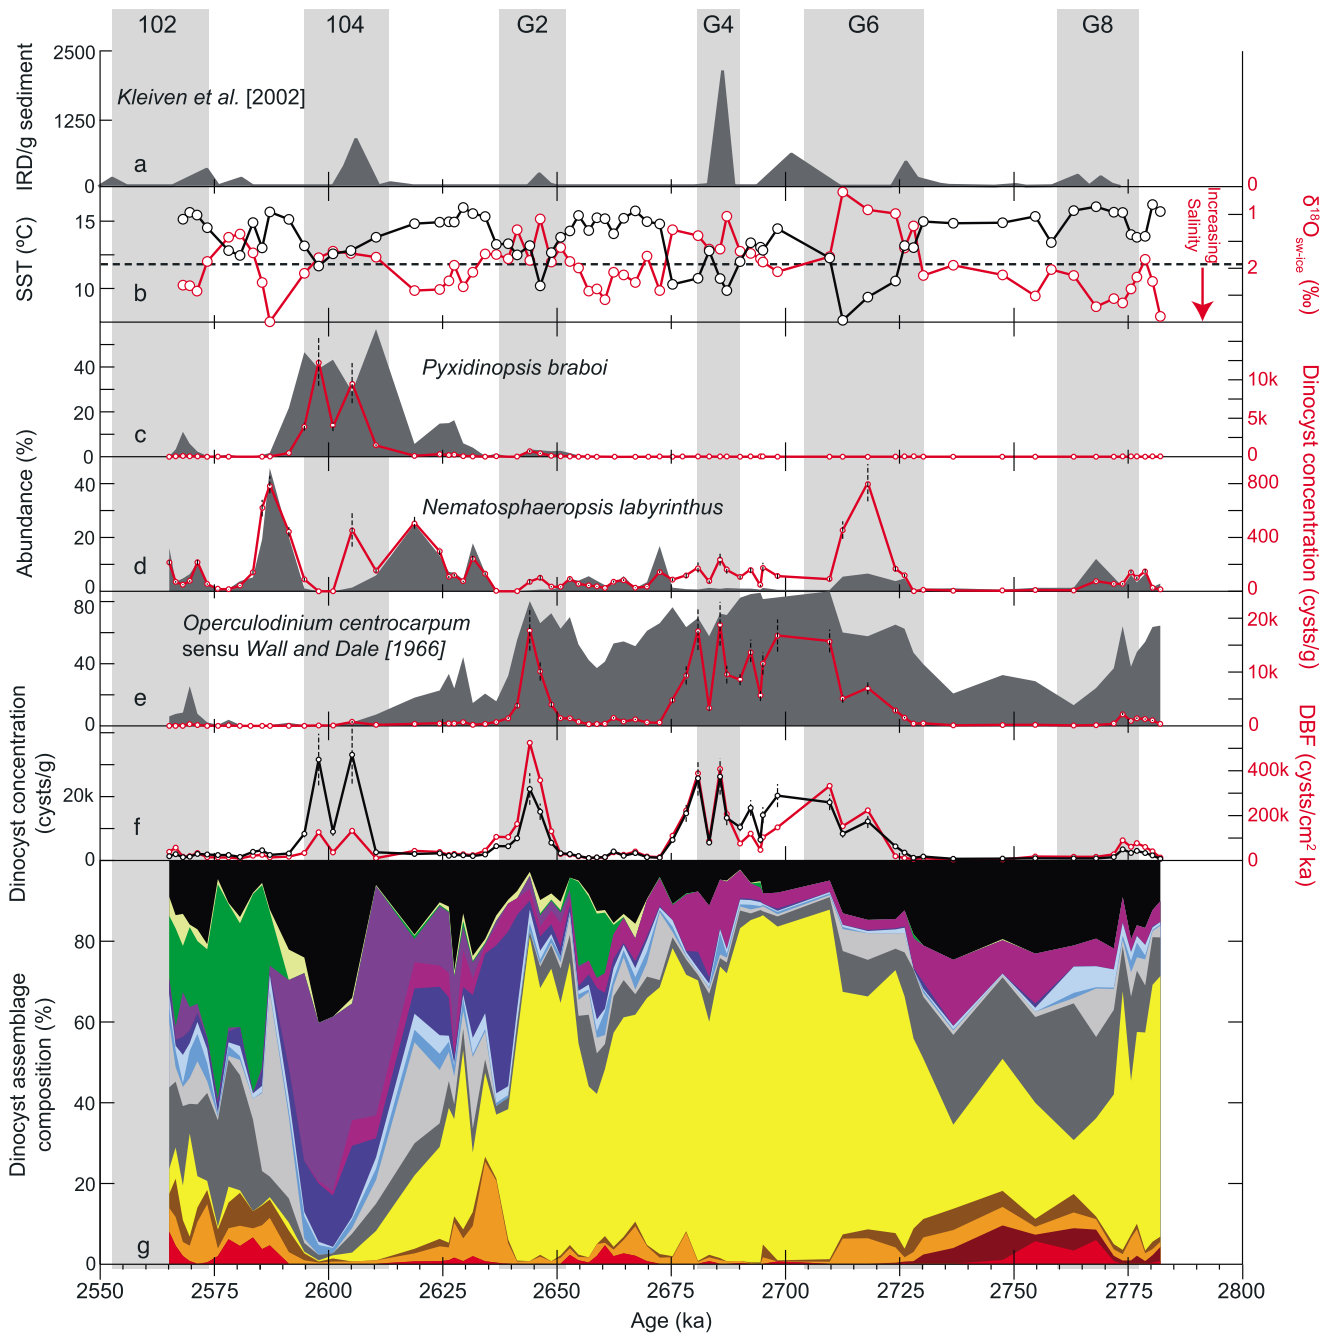 102 104 G2 G4 G6 G8
2500
1250
0
IRD/g sediment
Kleiven et al. [2002]
a
0
1
2
δ18Osw-ice (‰)
Increasing
Salinity
15
10
SST (ºC)
b
Pyxidinopsis braboi
40
20
0
c
10k
5k
0
Abundance (%)
Dinocyst concentration (cysts/g)
Nematosphaeropsis labyrinthus
40
20
0
d
800
400
0
Operculodinium centrocarpum
sensu Wall and Dale [1966]
80
40
0
e
20k
10k
0
Dinocyst concentration
(cysts/g)
20k
0
f
400k
200k
0
DBF (cysts/cm2 ka)
Dinocyst assemblage
composition (%)
80
60
40
20
0
g
2550 2575 2600 2625 2650 2675 2700 2725 2750 2775 2800
Age (ka)